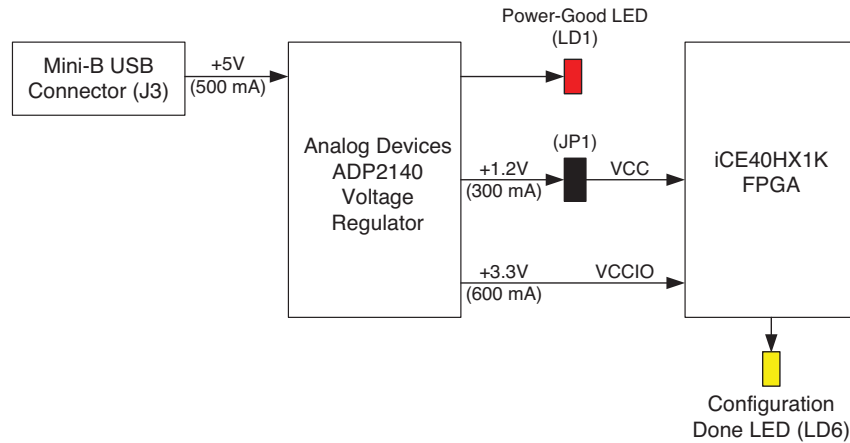 Power-Good LED
(LD1)
Mini-B USB
Connector (J3)
+5V
(500 mA)
Analog Devices
ADP2140
Voltage
Regulator
(JP1)
+1.2V
(300 mA)
VCC
iCE40HX1K
FPGA
+3.3V
(600 mA)
VCCIO
Configuration
Done LED (LD6)